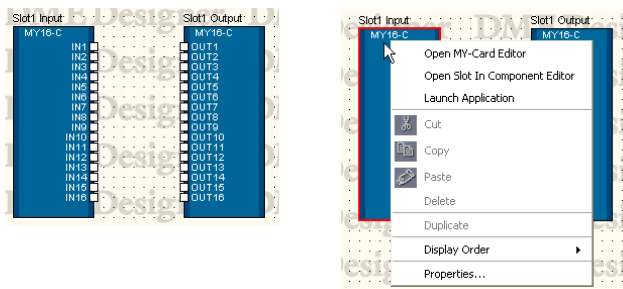 Slot1 Input
MY16-C
IN1
IN2
IN3
IN4
IN5
IN6
IN7
IN8
IN9
IN10
IN11
IN12
IN13
IN14
IN15
IN16
Slot1 Output
MY16-C
OUT1
OUT2
OUT3
OUT4
OUT5
OUT6
OUT7
OUT8
OUT9
OUT10
OUT11
OUT12
OUT13
OUT14
OUT15
OUT16
Slot1 Input
MY16-C
Slot1 Output
MY16-C
Open MY-Card Editor
Open Slot In Component Editor
Launch Application
Cut
Copy
Paste
Delete
Duplicate
Display Order
Properties...